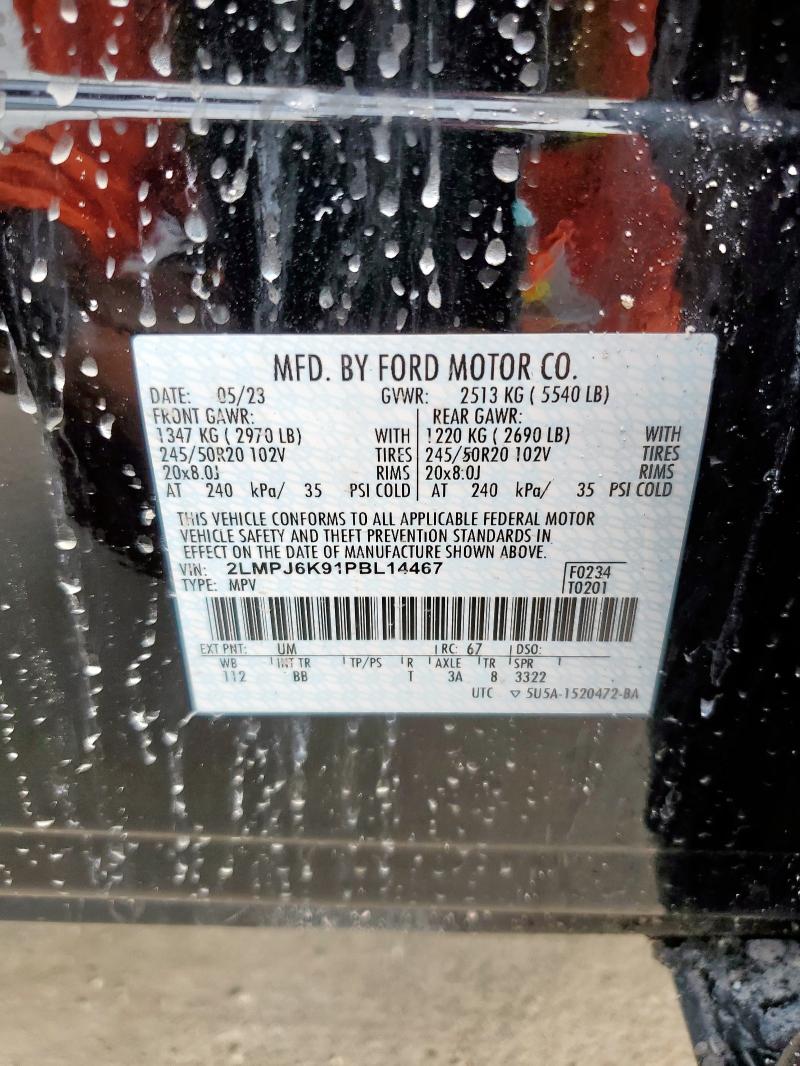 MFD. BY FORD MOTOR CO.
DATE: 05/23 GVWR: 2513 KG ( 5540 LB)
FRONT GAWR: REAR GAWR:
1347 KG ( 2970 LB) WITH 1220 KG ( 2690 LB) WITH
245/50R20 102V TIRES 245/50R20 102V TIRES
20x8.0J RIMS 20x8.0J RIMS
AT 240 kPa/ 35 PSI COLD AT 240 kPa/ 35 PSI COLD
THIS VEHICLE CONFORMS TO ALL APPLICABLE FEDERAL MOTOR
VEHICLE SAFETY AND THEFT PREVENTION STANDARDS IN
EFFECT ON THE DATE OF MANUFACTURE SHOWN ABOVE.
VIN: 2LMPJ6K91PBL14467 F0234
TYPE: MPV T0201
EXT PNT: UM RC: 67 DSO:
WB INT TR TP/PS R AXLE TR SPR
112 BB T 3A 8 3322
UTC ▽ 5U5A-1520472-BA